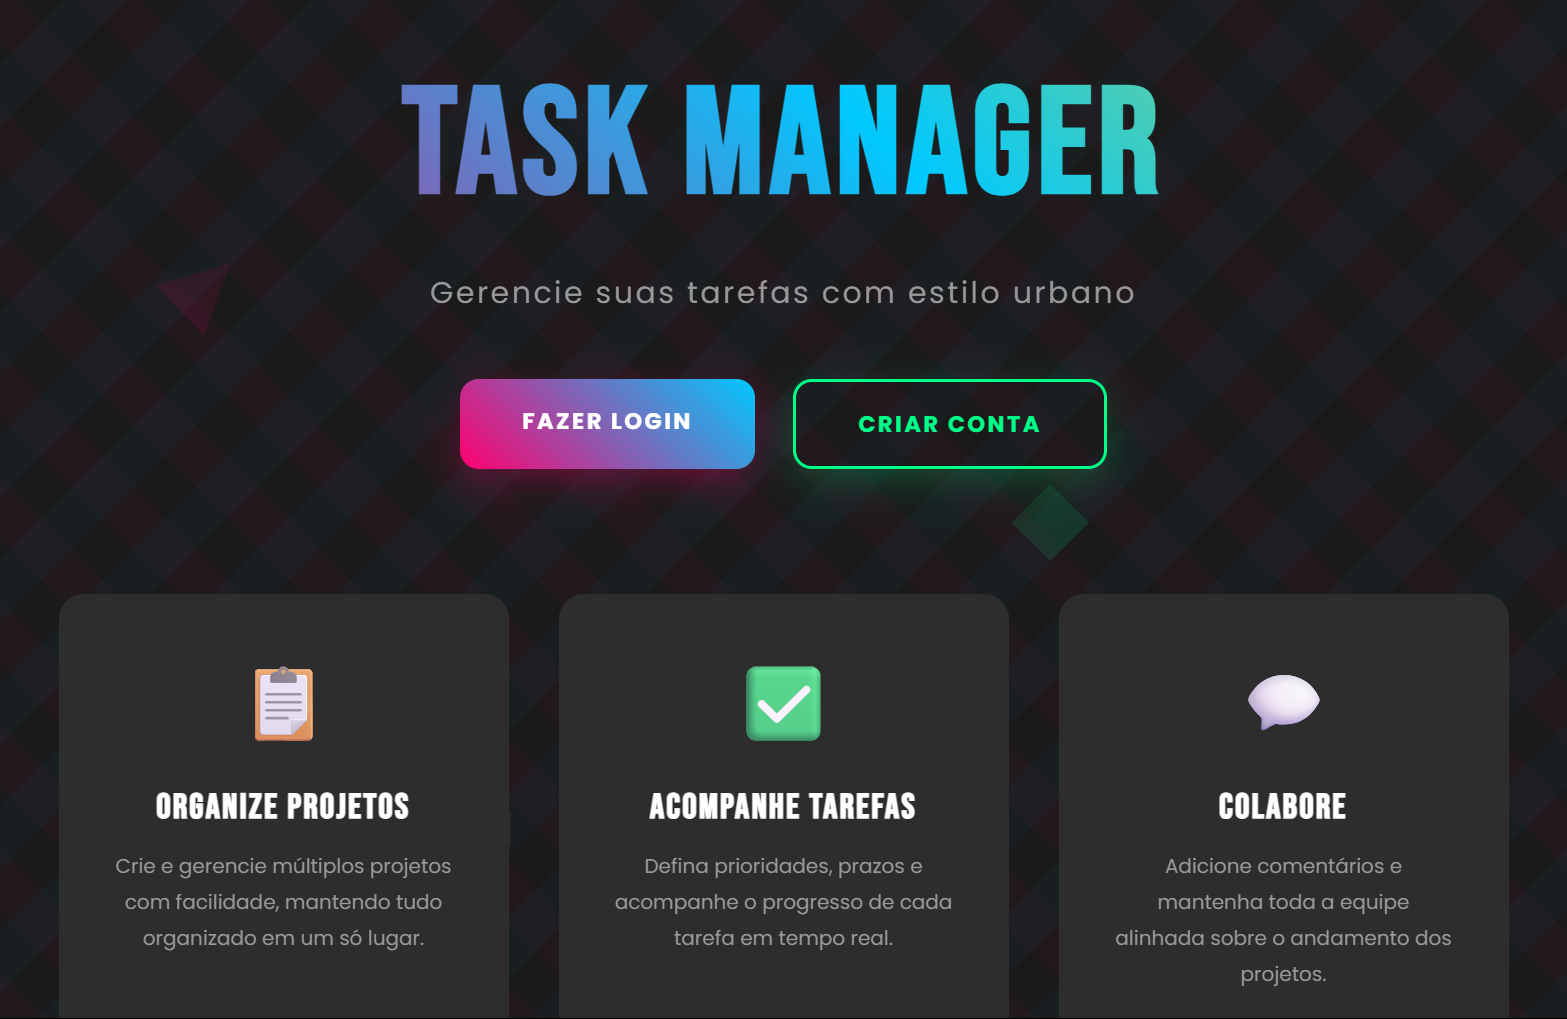 TASK MANAGER
Gerencie suas tarefas com estilo urbano
FAZER LOGIN
CRIAR CONTA
ORGANIZE PROJETOS
Crie e gerencie múltiplos projetos
com facilidade, mantendo tudo
organizado em um só lugar.
ACOMPANHE TAREFAS
Defina prioridades, prazos e
acompanhe o progresso de cada
tarefa em tempo real.
COLABORE
Adicione comentários e
mantenha toda a equipe
alinhada sobre o andamento dos
projetos.